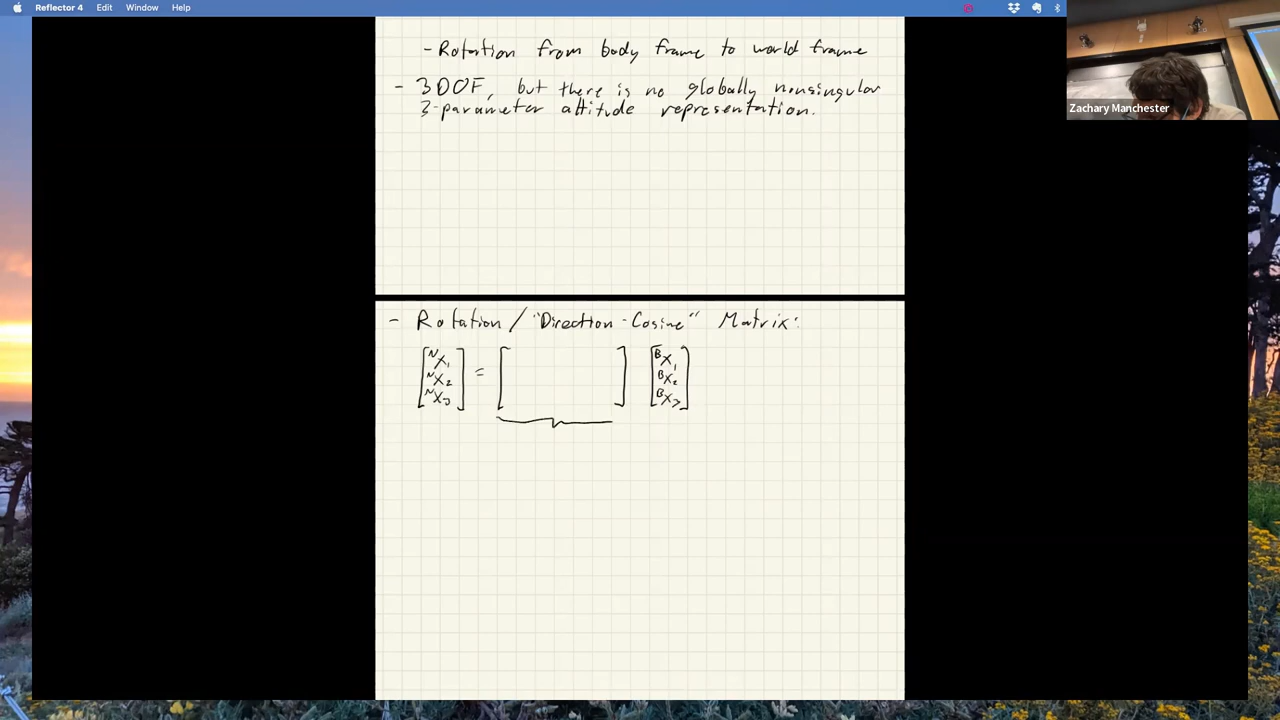 Reflector 4 Edit Window Help
- Rotation from body frame to world frame
- 3DOF, but there is no globally nonsingular
3-parameter attitude representation.
Zachary Manchester
- Rotation / "Direction-Cosine" Matrix:
[ᴺx₁ ᴺx₂ ᴺx₃] = [ ] [ᴮx₁ ᴮx₂ ᴮx₃]